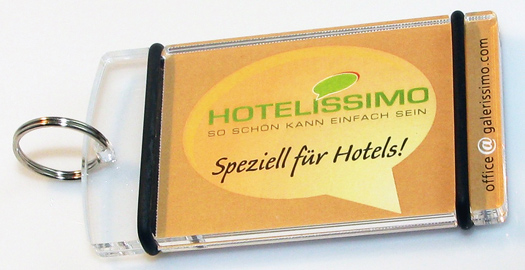 HOTELISSIMO
SO SCHÖN KANN EINFACH SEIN
Speziell für Hotels!
office@galerissimo.com